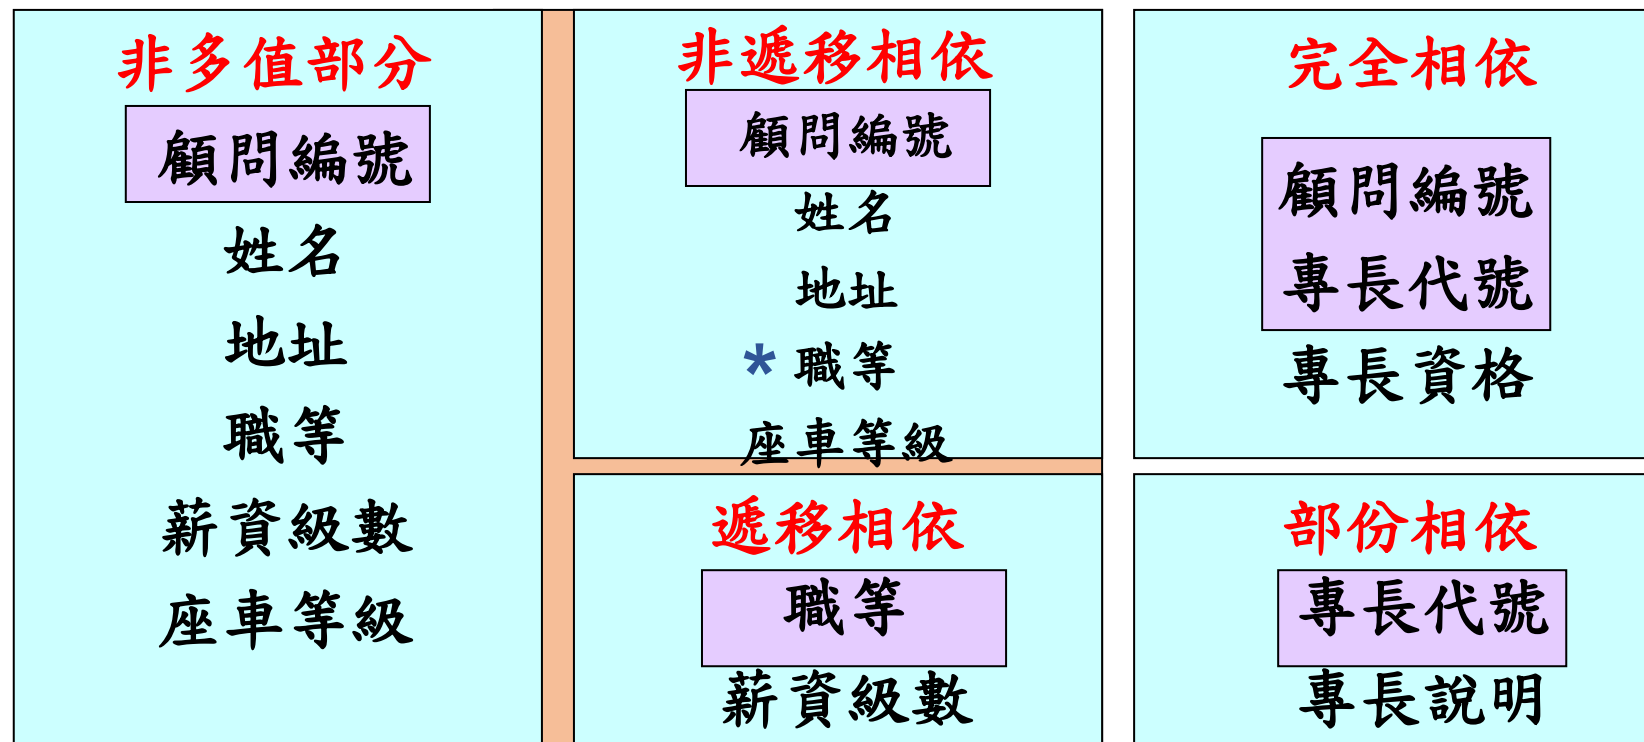 非多值部分
顧問編號
姓名
地址
職等
薪資級數
座車等級
非遞移相依
顧問編號
姓名
地址
* 職等
座車等級
遞移相依
職等
薪資級數
完全相依
顧問編號
專長代號
專長資格
部份相依
專長代號
專長說明